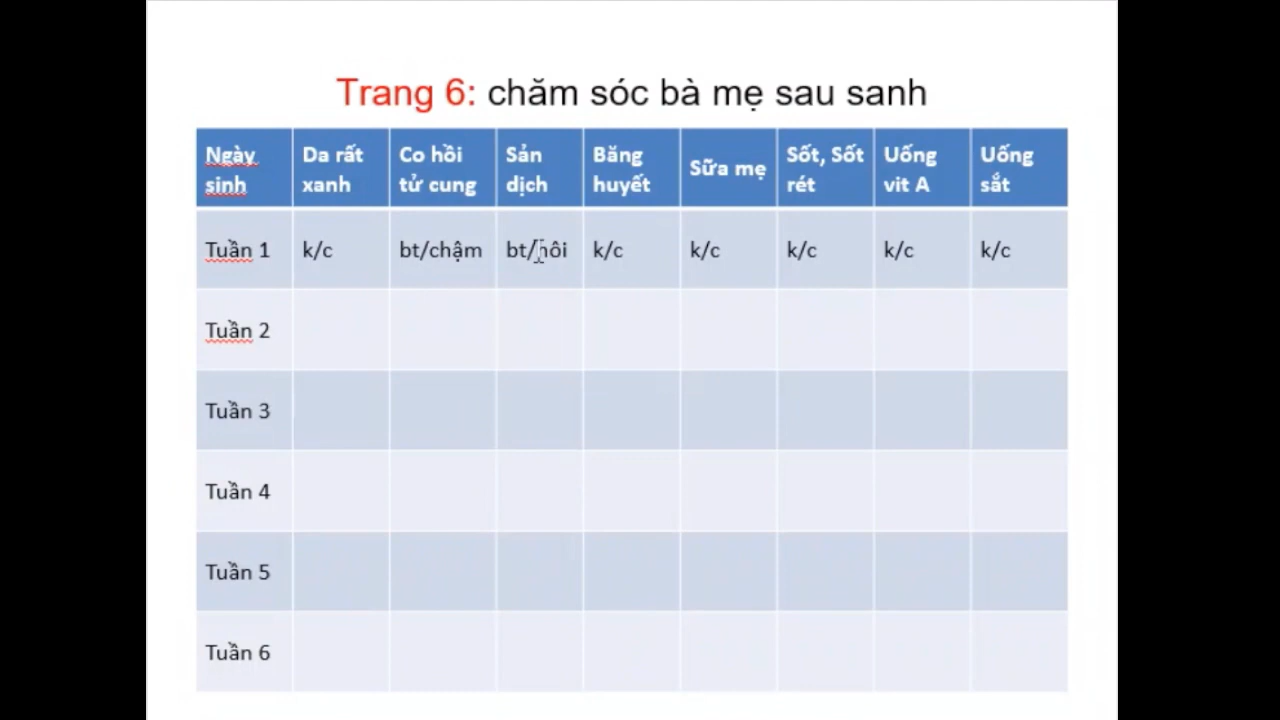 Trang 6: chăm sóc bà mẹ sau sanh
Ngày sinh Da rất xanh Co hồi tử cung Sản dịch Băng huyết Sữa mẹ Sốt, Sốt rét Uống vit A Uống sắt
Tuần 1 k/c bt/chậm bt/hôi k/c k/c k/c k/c k/c
Tuần 2
Tuần 3
Tuần 4
Tuần 5
Tuần 6